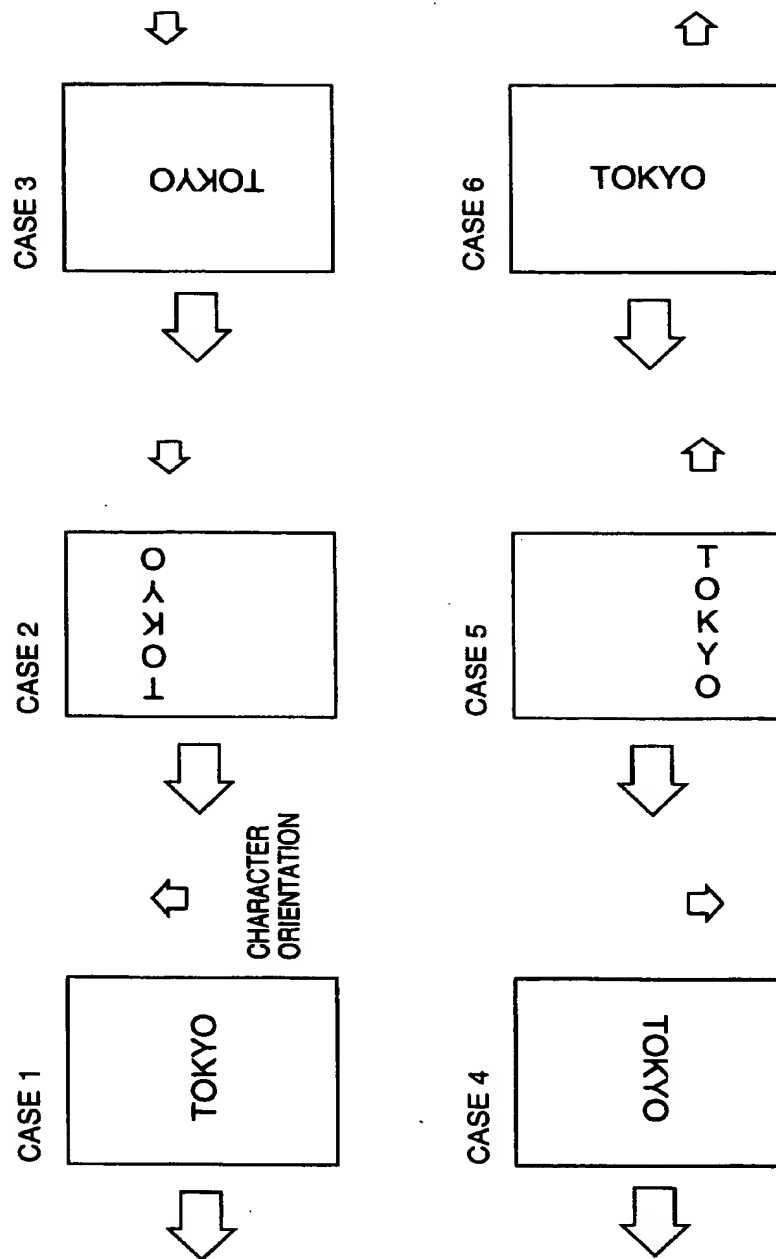 CASE 1
TOKYO
CHARACTER
ORIENTATION
CASE 2
TOKYO
CASE 3
TOKYO
CASE 4
TOKYO
CASE 5
TOKYO
CASE 6
TOKYO